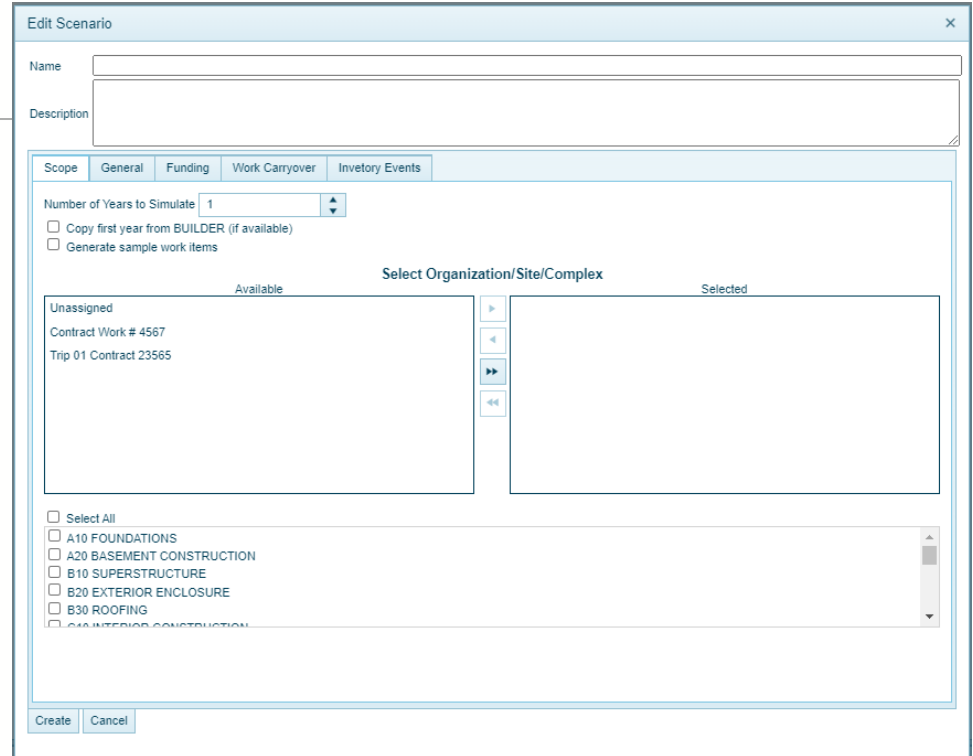 Edit Scenario
Name
Description
Scope General Funding Work Carryover Invetory Events
Number of Years to Simulate 1
Copy first year from BUILDER (if available)
Generate sample work items
Select Organization/Site/Complex
Available Selected
Unassigned
Contract Work # 4567
Trip 01 Contract 23565
Select All
A10 FOUNDATIONS
A20 BASEMENT CONSTRUCTION
B10 SUPERSTRUCTURE
B20 EXTERIOR ENCLOSURE
B30 ROOFING
C10 INTERIOR CONSTRUCTION
Create Cancel